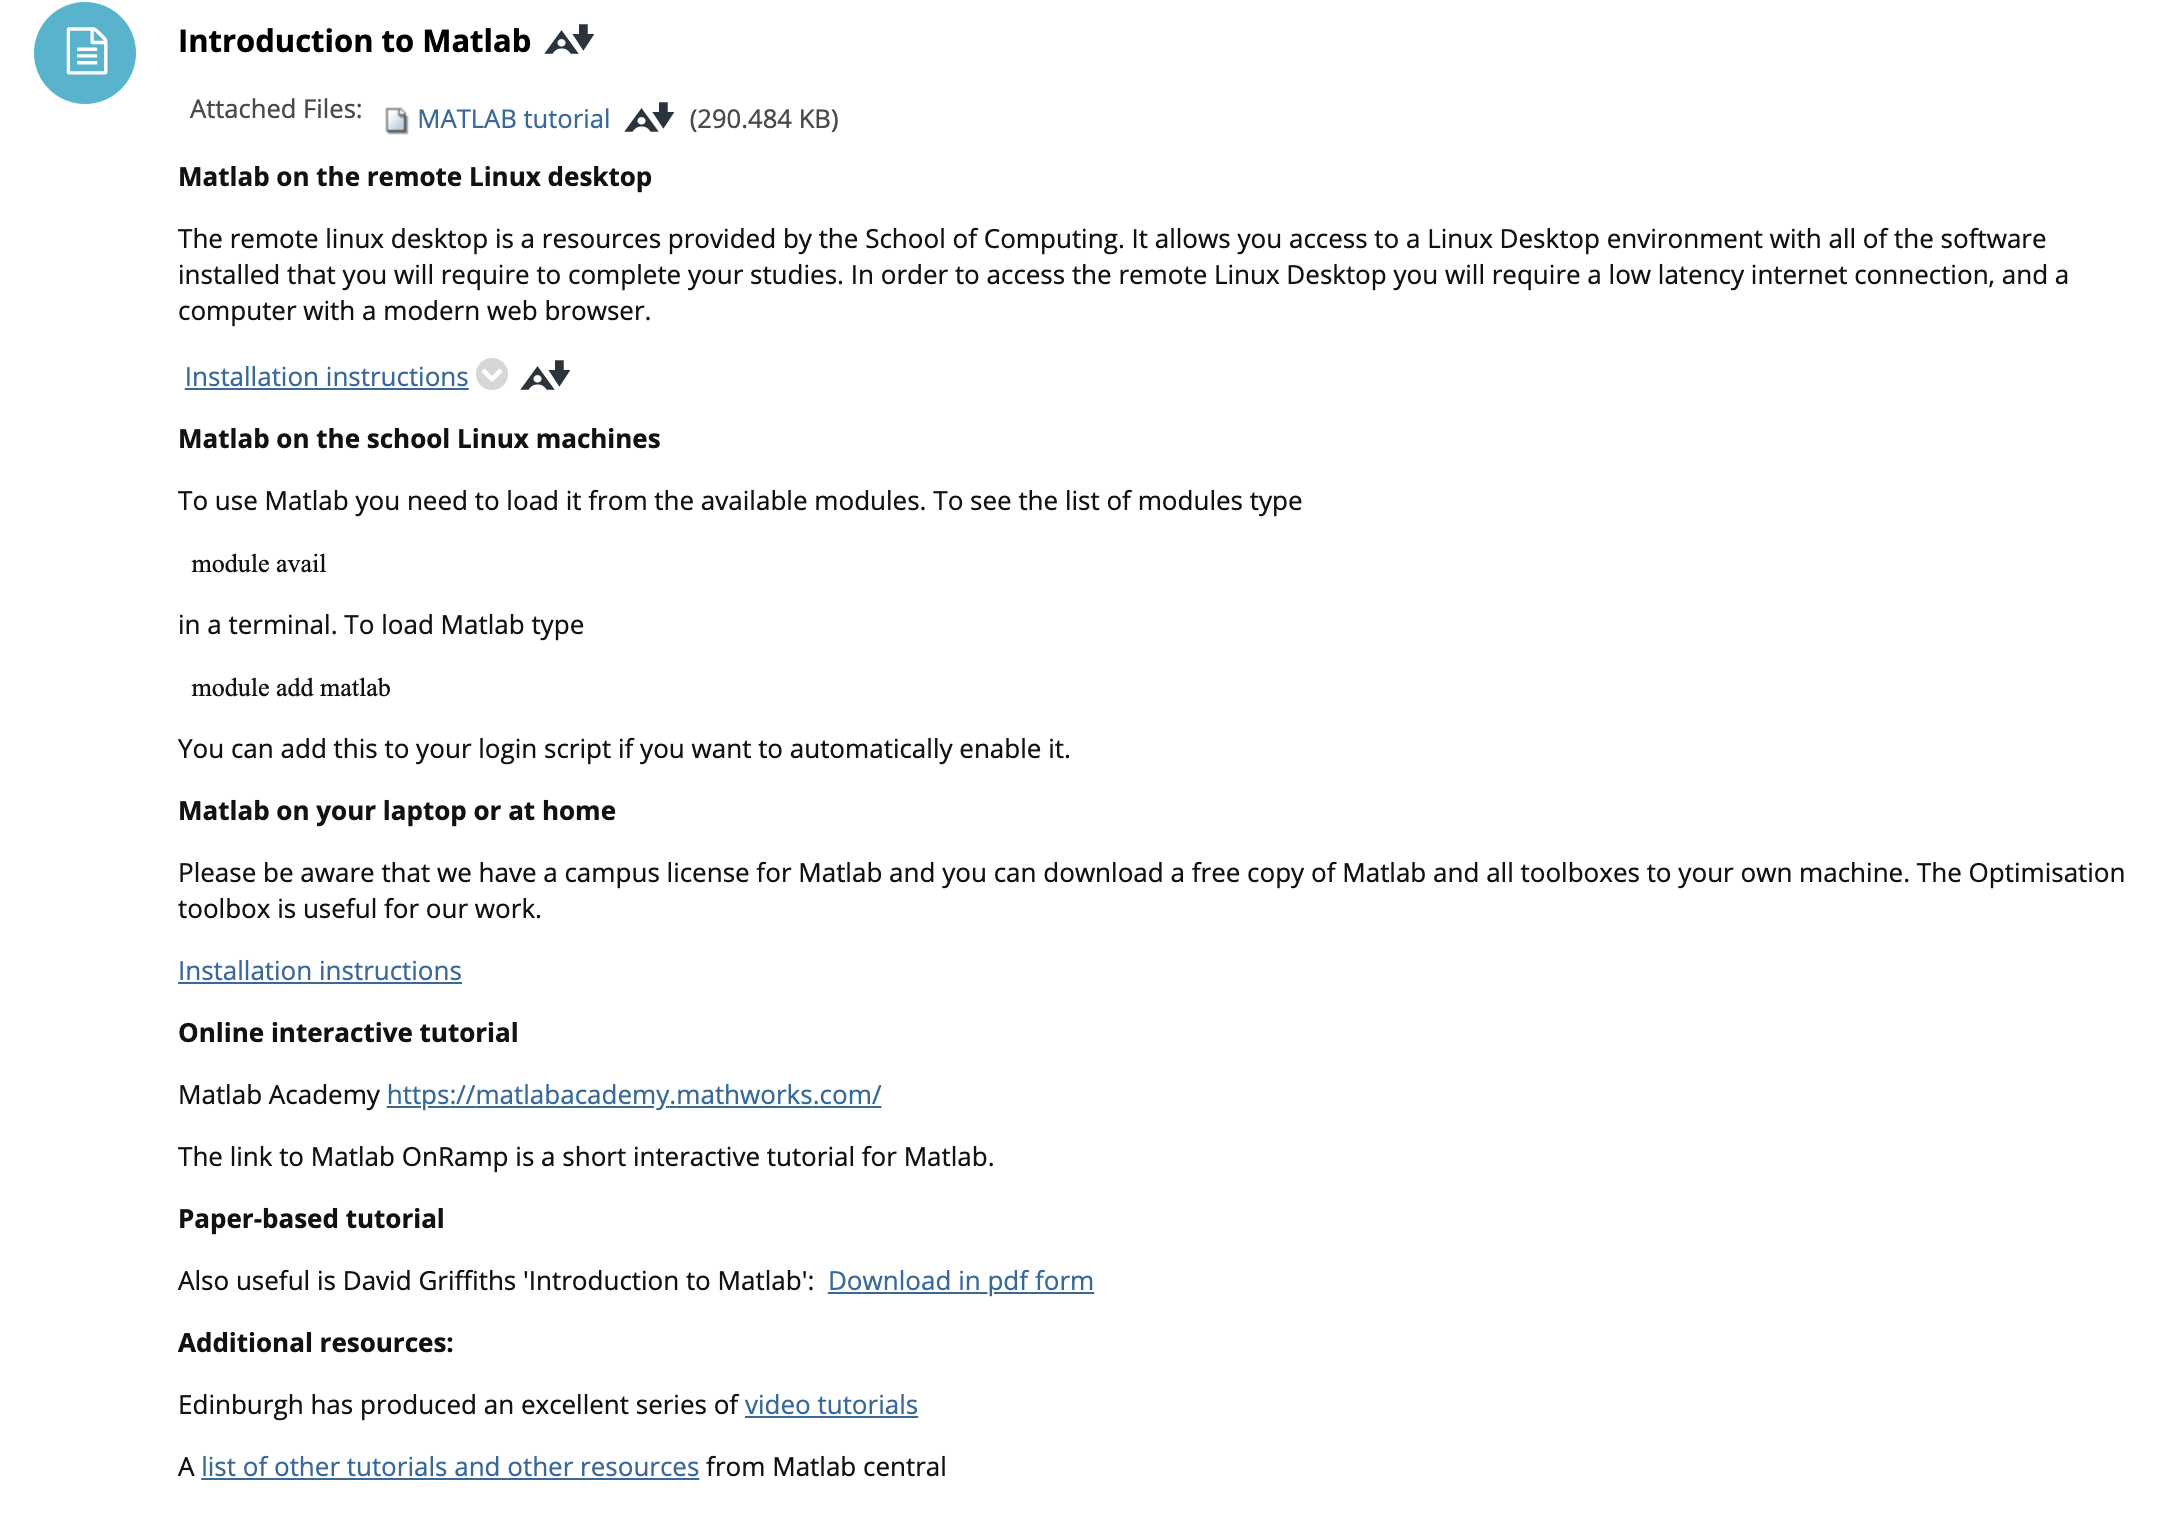 Introduction to Matlab
Attached Files: MATLAB tutorial (290.484 KB)
Matlab on the remote Linux desktop
The remote linux desktop is a resources provided by the School of Computing. It allows you access to a Linux Desktop environment with all of the software
installed that you will require to complete your studies. In order to access the remote Linux Desktop you will require a low latency internet connection, and a
computer with a modern web browser.
Installation instructions
Matlab on the school Linux machines
To use Matlab you need to load it from the available modules. To see the list of modules type
module avail
in a terminal. To load Matlab type
module add matlab
You can add this to your login script if you want to automatically enable it.
Matlab on your laptop or at home
Please be aware that we have a campus license for Matlab and you can download a free copy of Matlab and all toolboxes to your own machine. The Optimisation
toolbox is useful for our work.
Installation instructions
Online interactive tutorial
Matlab Academy https://matlabacademy.mathworks.com/
The link to Matlab OnRamp is a short interactive tutorial for Matlab.
Paper-based tutorial
Also useful is David Griffiths 'Introduction to Matlab': Download in pdf form
Additional resources:
Edinburgh has produced an excellent series of video tutorials
A list of other tutorials and other resources from Matlab central